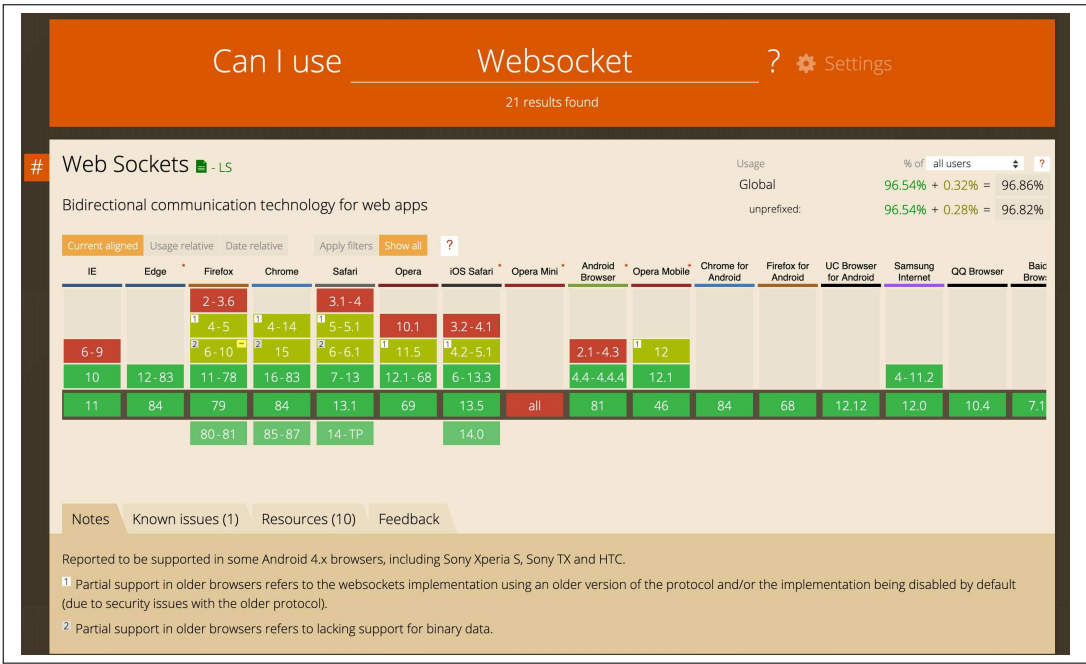 Can I use Websocket ? Settings
21 results found
# Web Sockets - LS
Usage % of all users ?
Global 96.54% + 0.32% = 96.86%
Bidirectional communication technology for web apps
unprefixed: 96.54% + 0.28% = 96.82%
Current aligned Usage relative Date relative Apply filters Show all ?
IE Edge * Firefox Chrome Safari Opera iOS Safari * Opera Mini * Android Browser * Opera Mobile * Chrome for Android Firefox for Android UC Browser for Android Samsung Internet QQ Browser Baid Brows
2-3.6 3.1-4
1 4-5 1 4-14 1 5-5.1 10.1 3.2-4.1
6-9 2 6-10 2 15 2 6-6.1 1 11.5 1 4.2-5.1 2.1-4.3 1 12
10 12-83 11-78 16-83 7-13 12.1-68 6-13.3 4.4-4.4.4 12.1 4-11.2
11 84 79 84 13.1 69 13.5 all 81 46 84 68 12.12 12.0 10.4 7.1
80-81 85-87 14-TP 14.0
Notes Known issues (1) Resources (10) Feedback
Reported to be supported in some Android 4.x browsers, including Sony Xperia S, Sony TX and HTC.
1 Partial support in older browsers refers to the websockets implementation using an older version of the protocol and/or the implementation being disabled by default
(due to security issues with the older protocol).
2 Partial support in older browsers refers to lacking support for binary data.